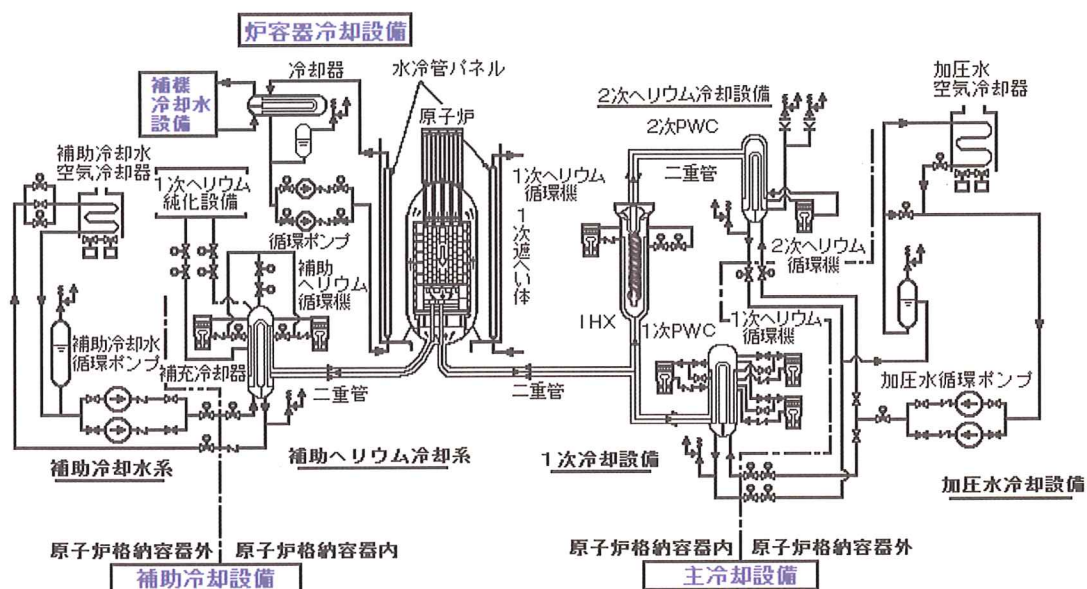 炉容器冷却設備
補機
冷却水
設備
冷却器
水冷管パネル
原子炉
補助冷却水
空気冷却器
1次ヘリウム
純化設備
循環ポンプ
補助
ヘリウム
循環機
補助冷却水
循環ポンプ
補充冷却器
二重管
1次ヘリウム
循環機
1次遮へい体
二重管
2次ヘリウム冷却設備
2次PWC
二重管
2次ヘリウム
循環機
IHX
1次PWC
1次ヘリウム
循環機
加圧水
空気冷却器
加圧水循環ポンプ
補助冷却水系
補助ヘリウム冷却系
1次冷却設備
加圧水冷却設備
原子炉格納容器外
原子炉格納容器内
補助冷却設備
原子炉格納容器内
原子炉格納容器外
主冷却設備